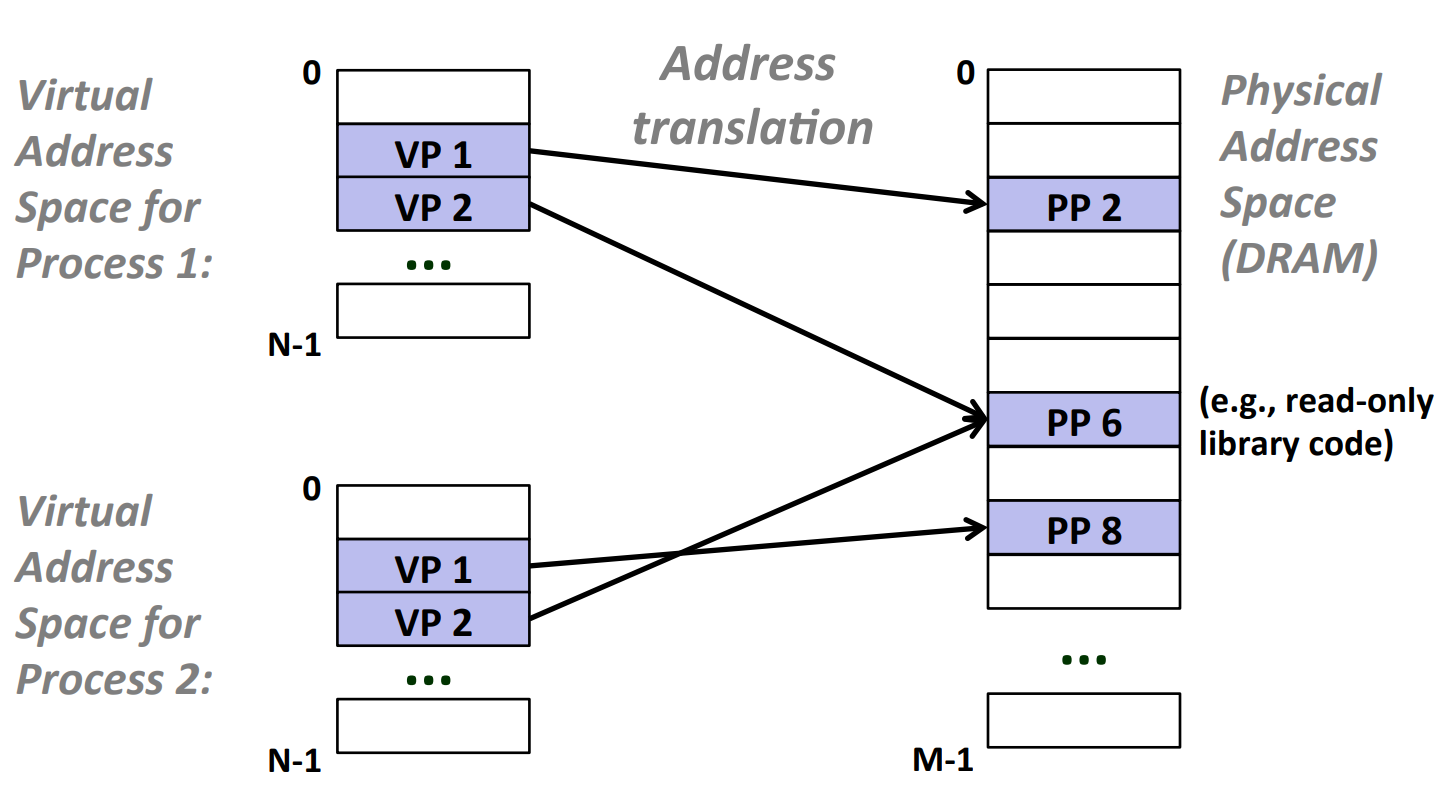 Address
translation
Virtual
Address
Space for
Process 1:
0
VP 1
VP 2
...
N-1
Virtual
Address
Space for
Process 2:
0
VP 1
VP 2
...
N-1
0
PP 2
PP 6
PP 8
...
M-1
Physical
Address
Space
(DRAM)
(e.g., read-only
library code)